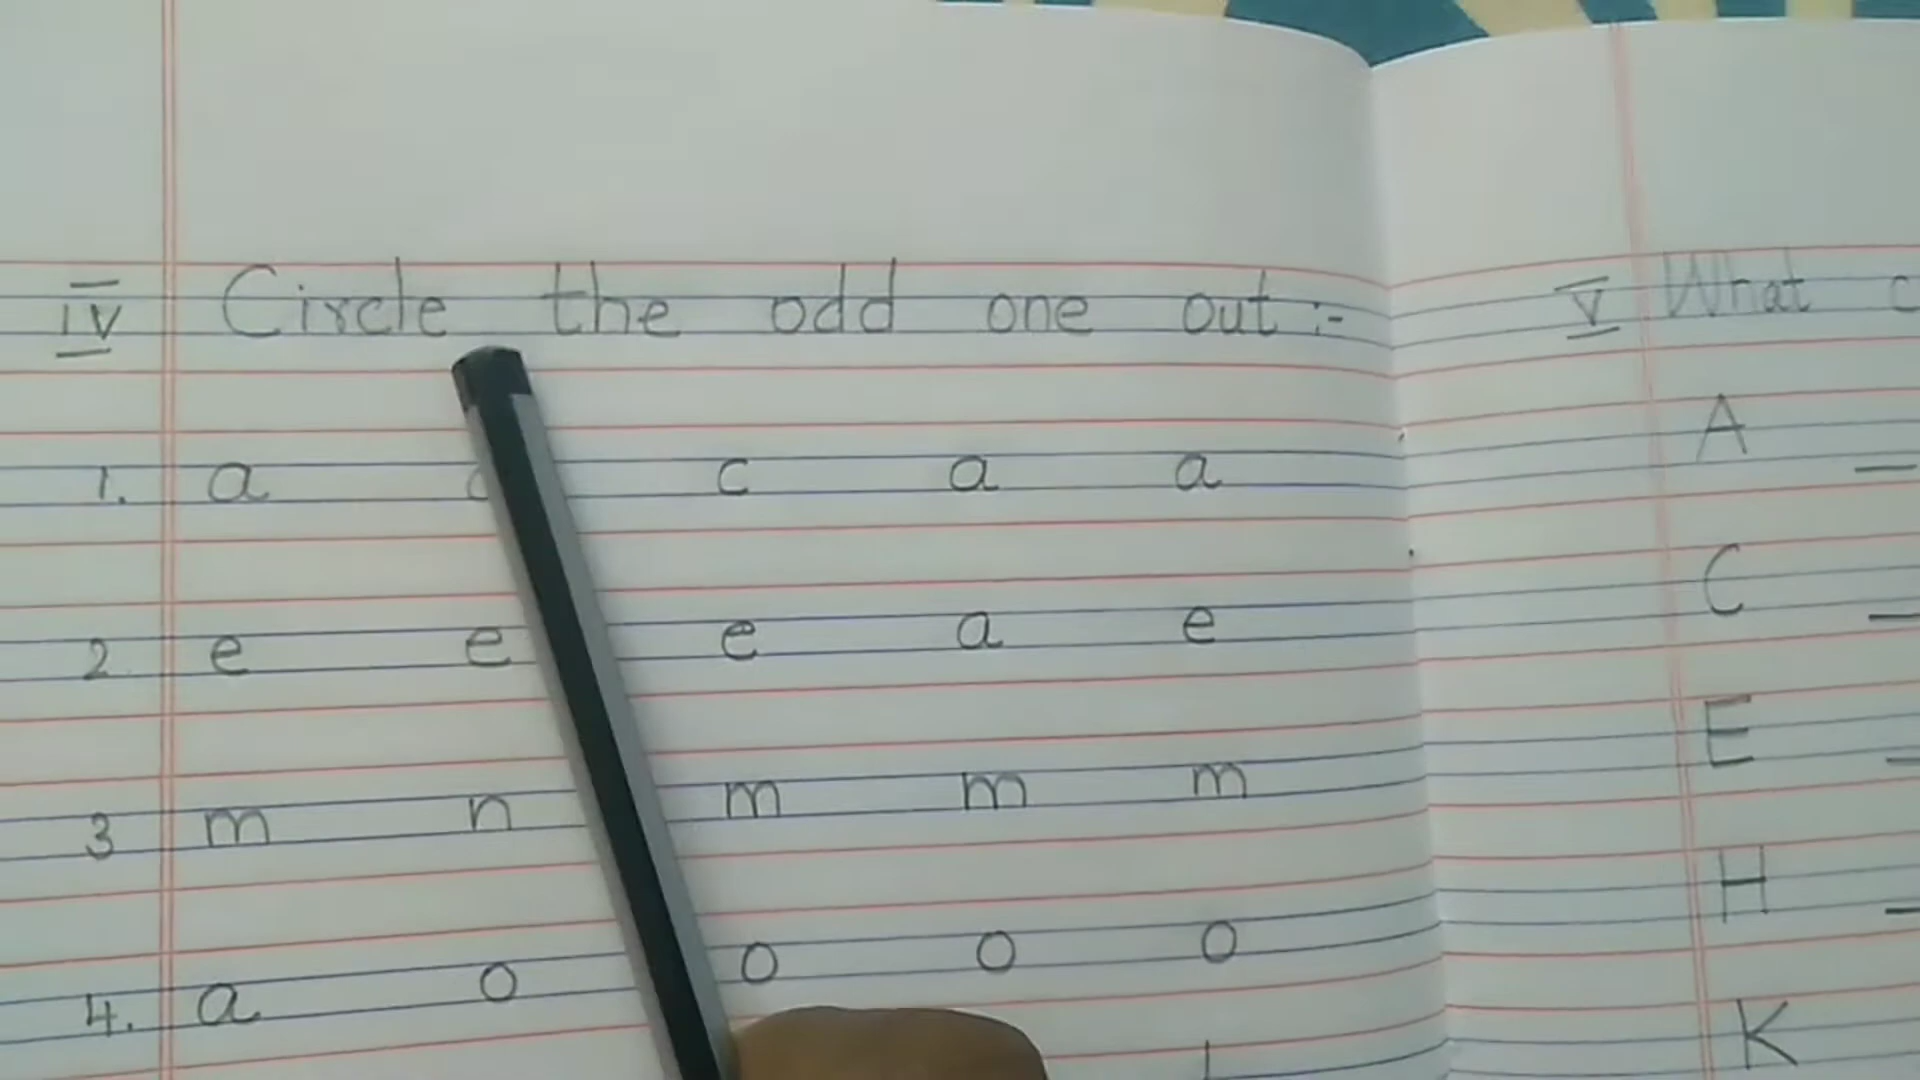 iv Circle the odd one out :-
1. a c a a
2. e e e a e
3 m n m m m
4. a o o o o
V What c
A _
C _
E _
H _
K